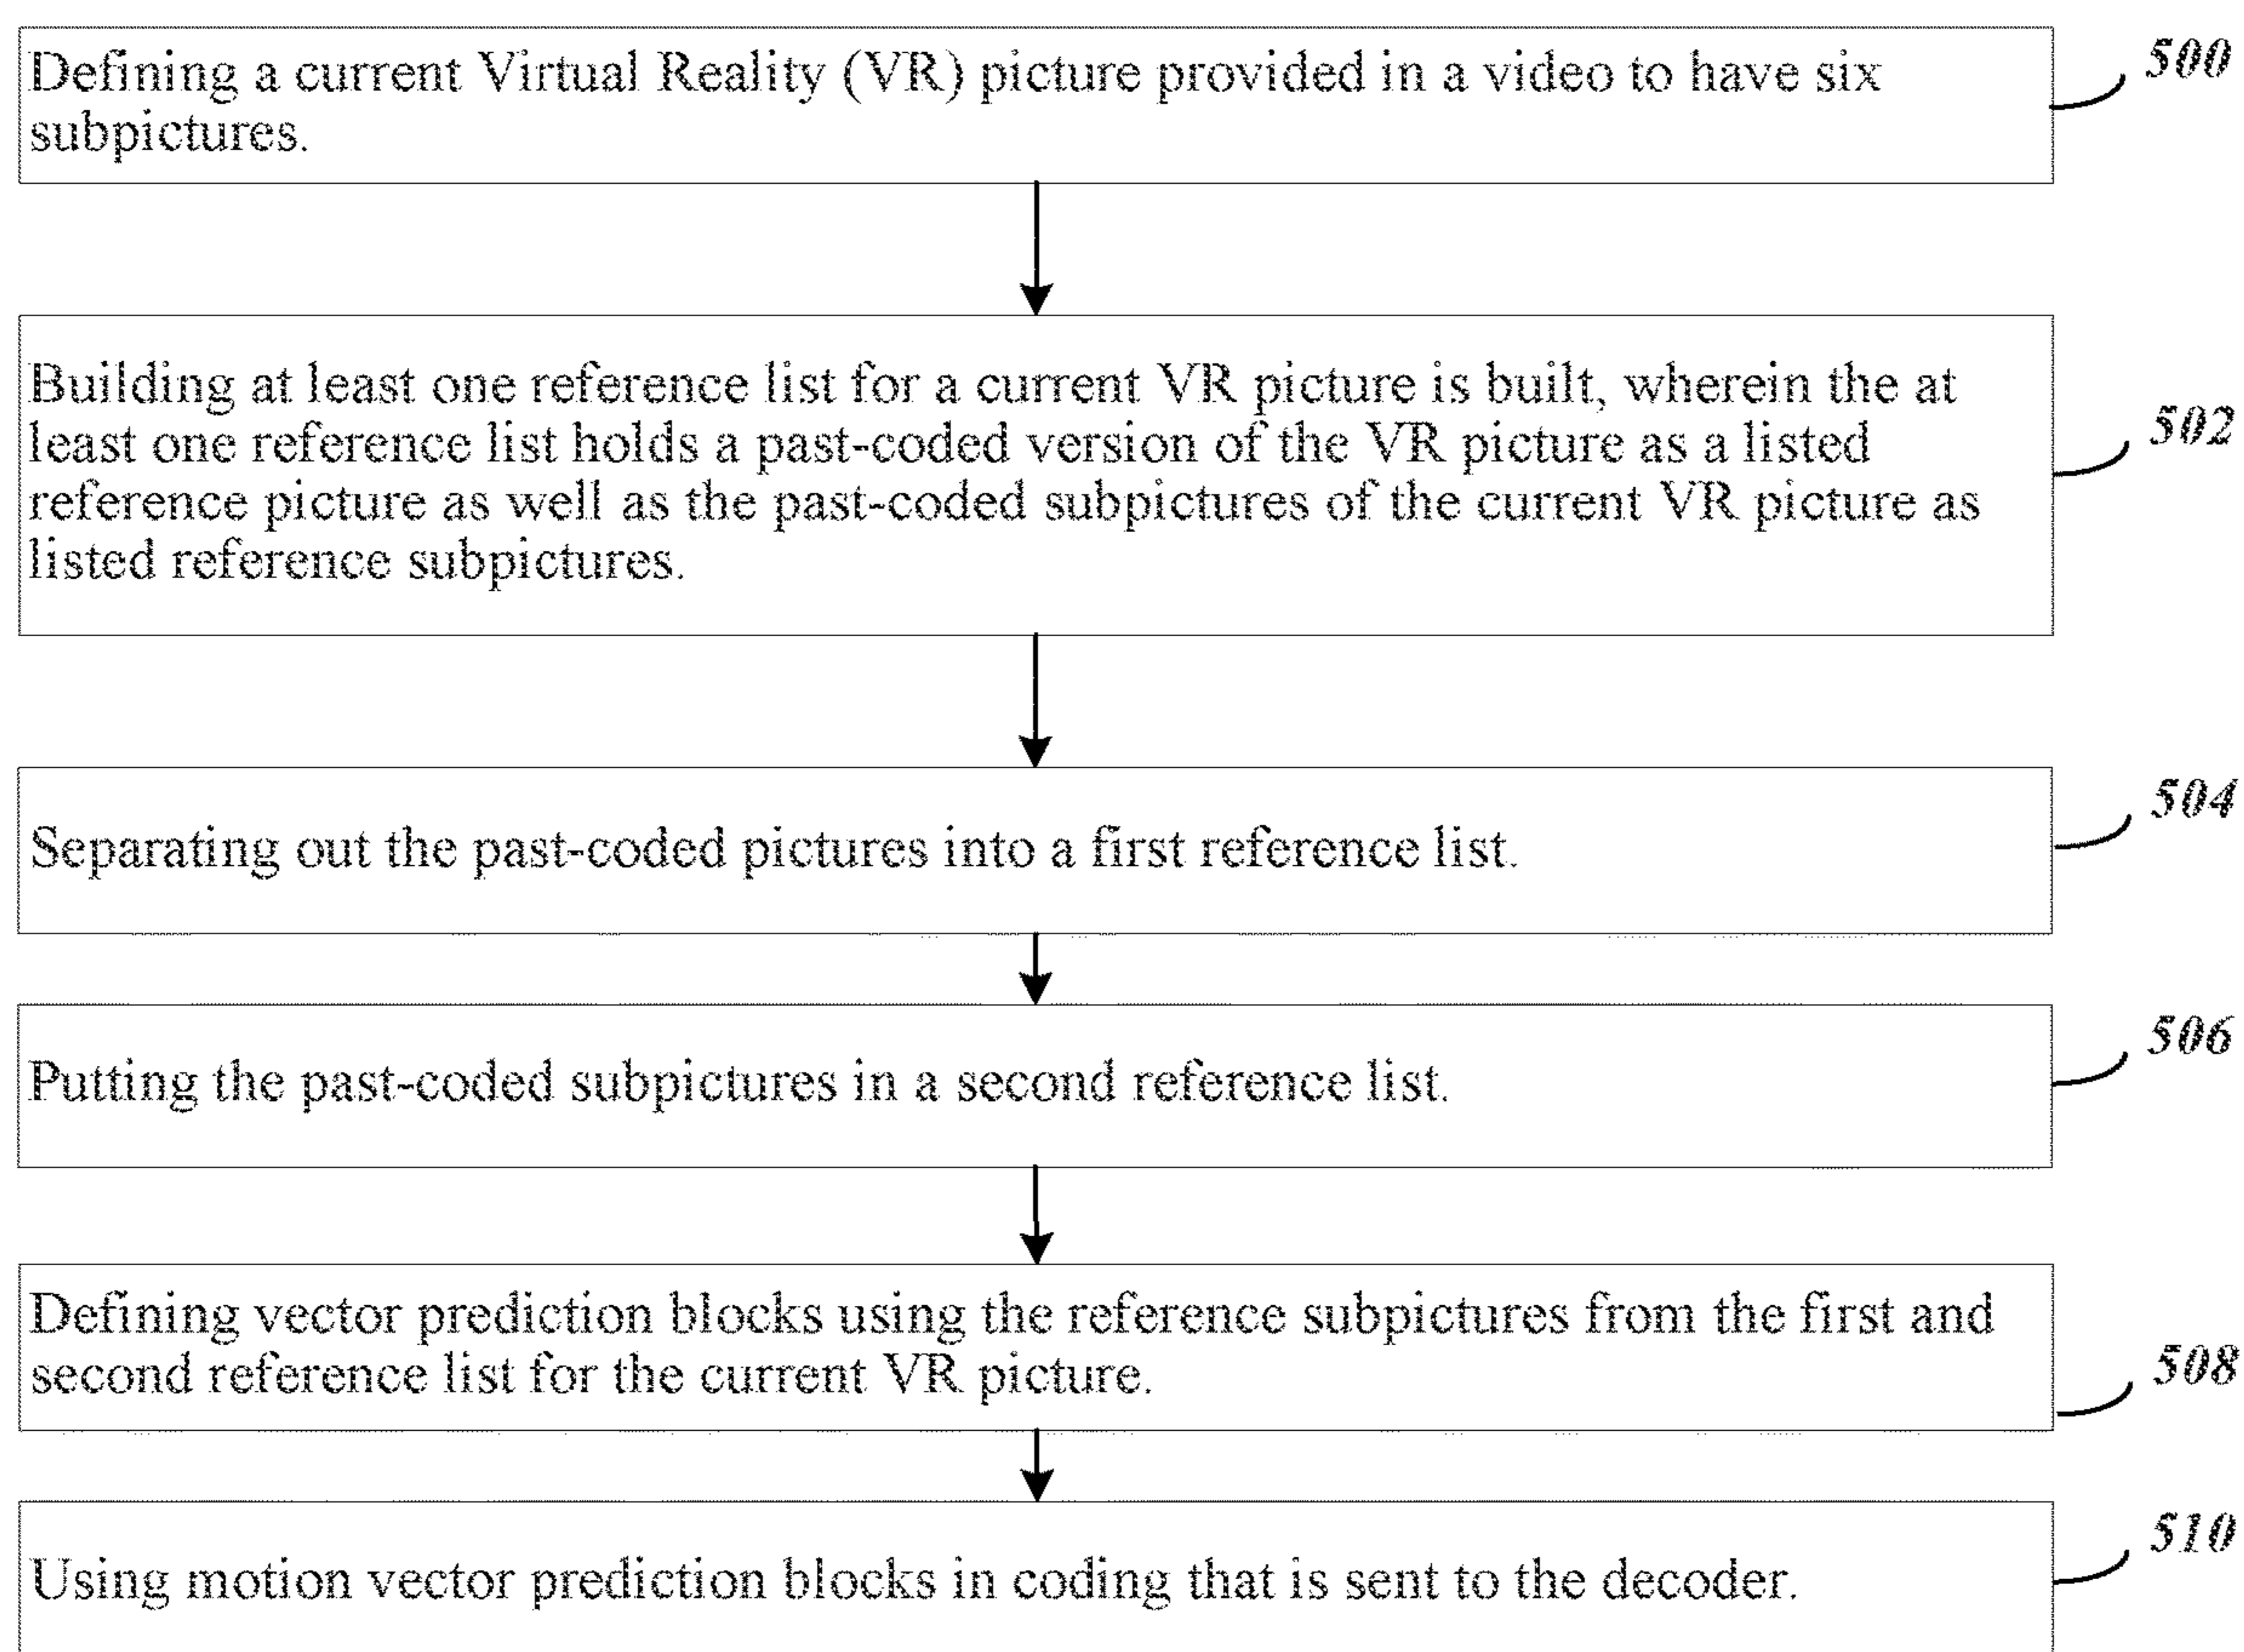 Defining a current Virtual Reality (VR) picture provided in a video to have six
subpictures.
500
Building at least one reference list for a current VR picture is built, wherein the at
least one reference list holds a past-coded version of the VR picture as a listed
reference picture as well as the past-coded subpictures of the current VR picture as
listed reference subpictures.
502
Separating out the past-coded pictures into a first reference list.
504
Putting the past-coded subpictures in a second reference list.
506
Defining vector prediction blocks using the reference subpictures from the first and
second reference list for the current VR picture.
508
Using motion vector prediction blocks in coding that is sent to the decoder.
510